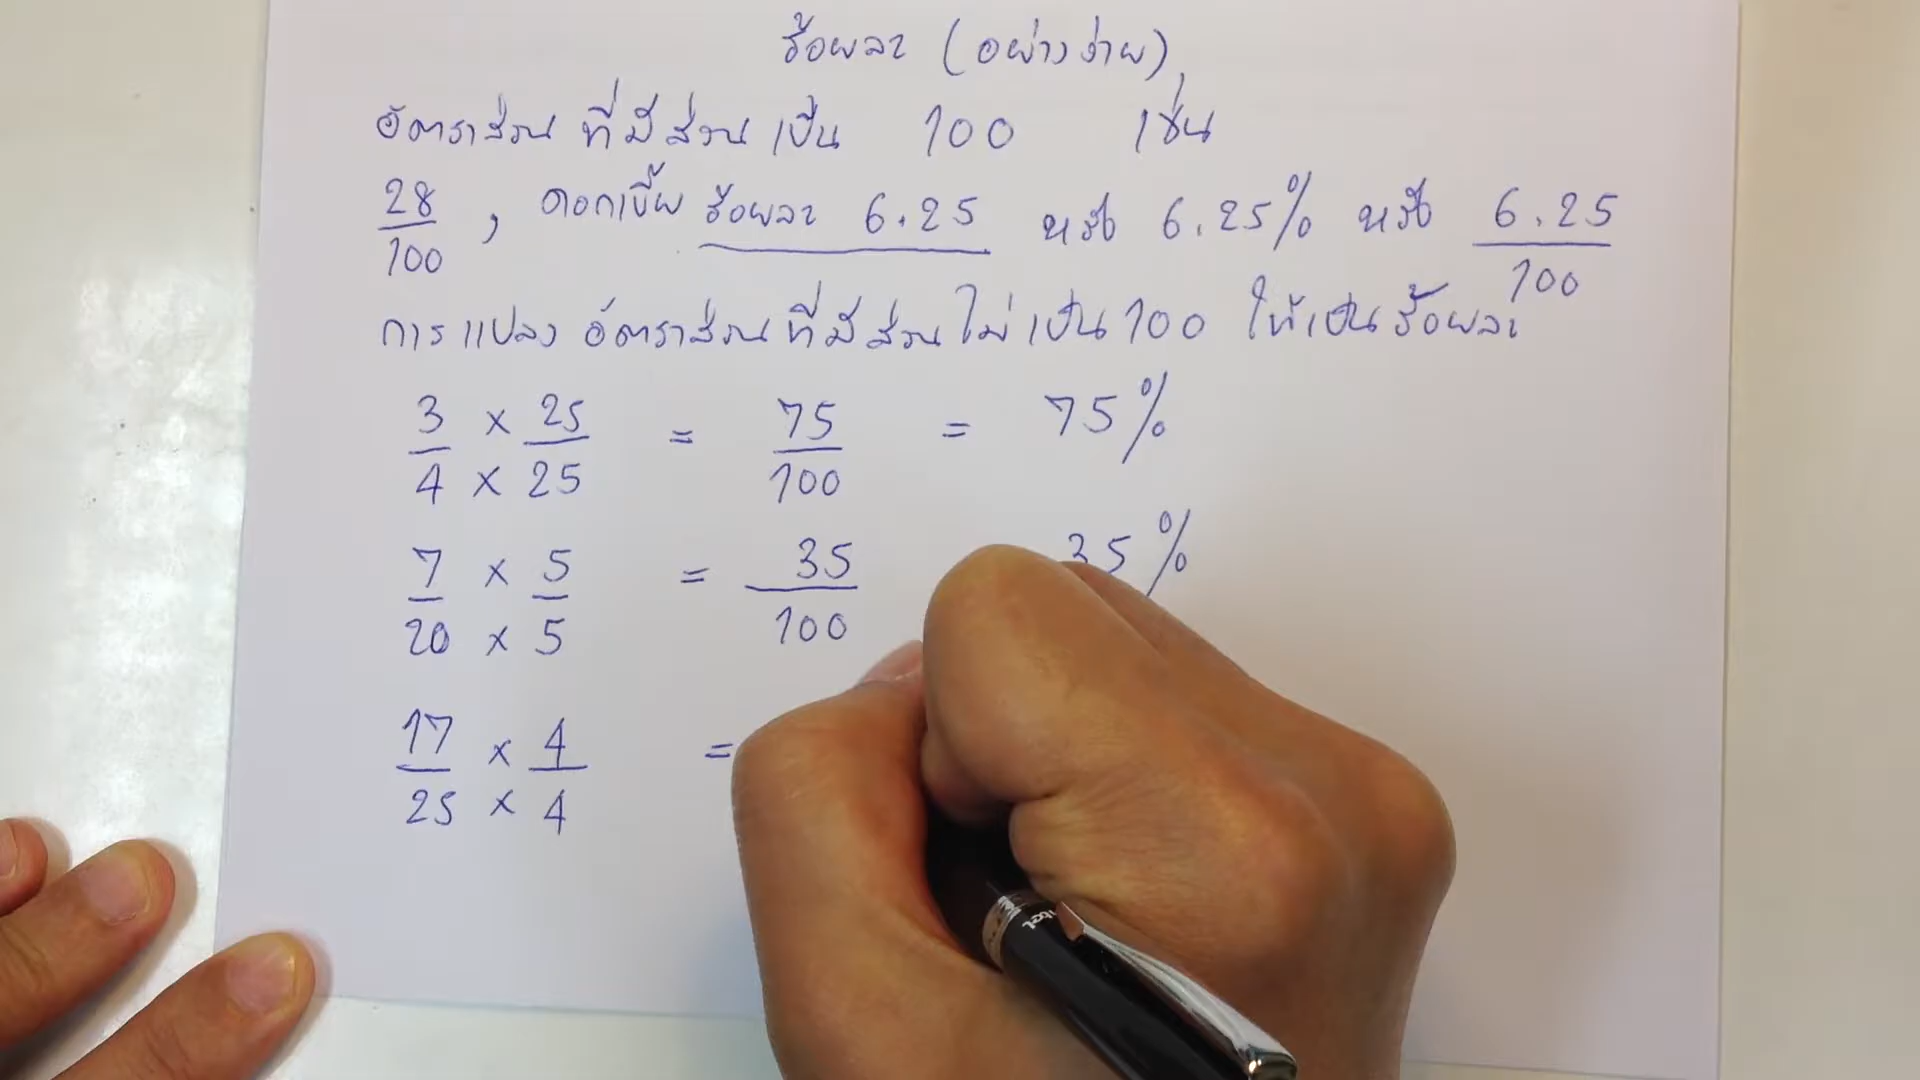 ร้อยละ (อย่างง่าย)
อัตราส่วน ที่มีส่วน เป็น 100 เช่น
28/100 , ดอกเบี้ย ร้อยละ 6.25 หรือ 6.25% หรือ 6.25/100
การแปลง อัตราส่วนที่มีส่วนไม่เป็น 100 ให้เป็นร้อยละ
3/4 × 25/25 = 75/100 = 75%
7/20 × 5/5 = 35/100 35%
17/25 × 4/4 =